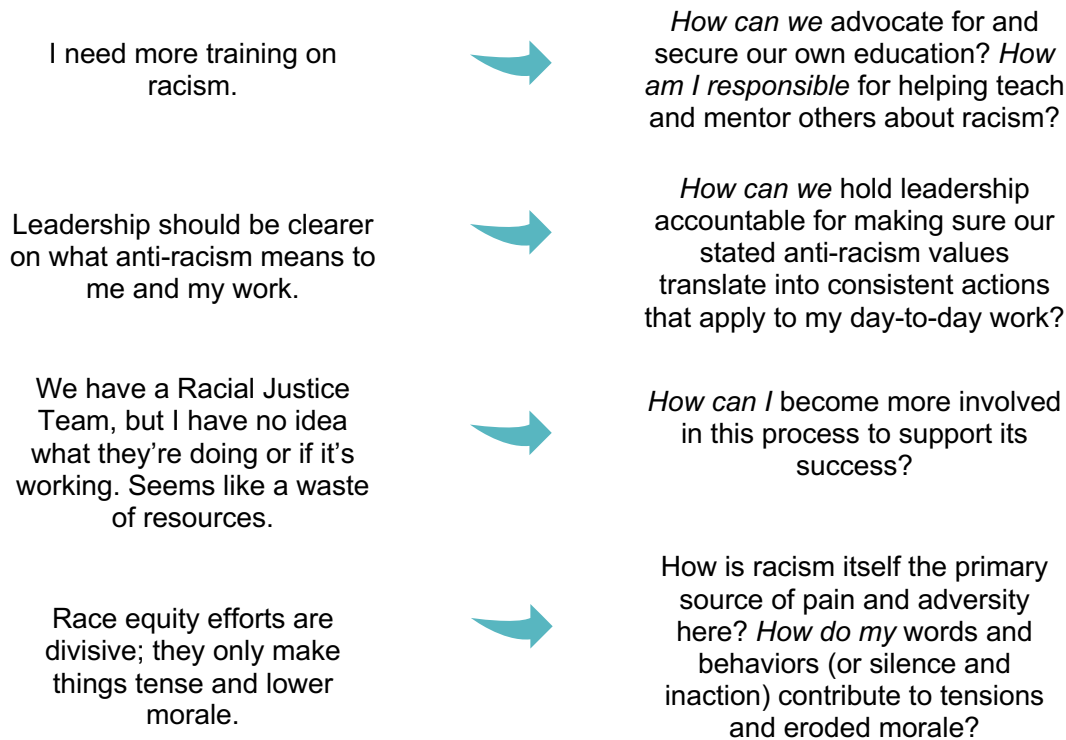 I need more training on
racism.
How can we advocate for and
secure our own education? How
am I responsible for helping teach
and mentor others about racism?
Leadership should be clearer
on what anti-racism means to
me and my work.
How can we hold leadership
accountable for making sure our
stated anti-racism values
translate into consistent actions
that apply to my day-to-day work?
We have a Racial Justice
Team, but I have no idea
what they’re doing or if it’s
working. Seems like a waste
of resources.
How can I become more involved
in this process to support its
success?
Race equity efforts are
divisive; they only make
things tense and lower
morale.
How is racism itself the primary
source of pain and adversity
here? How do my words and
behaviors (or silence and
inaction) contribute to tensions
and eroded morale?